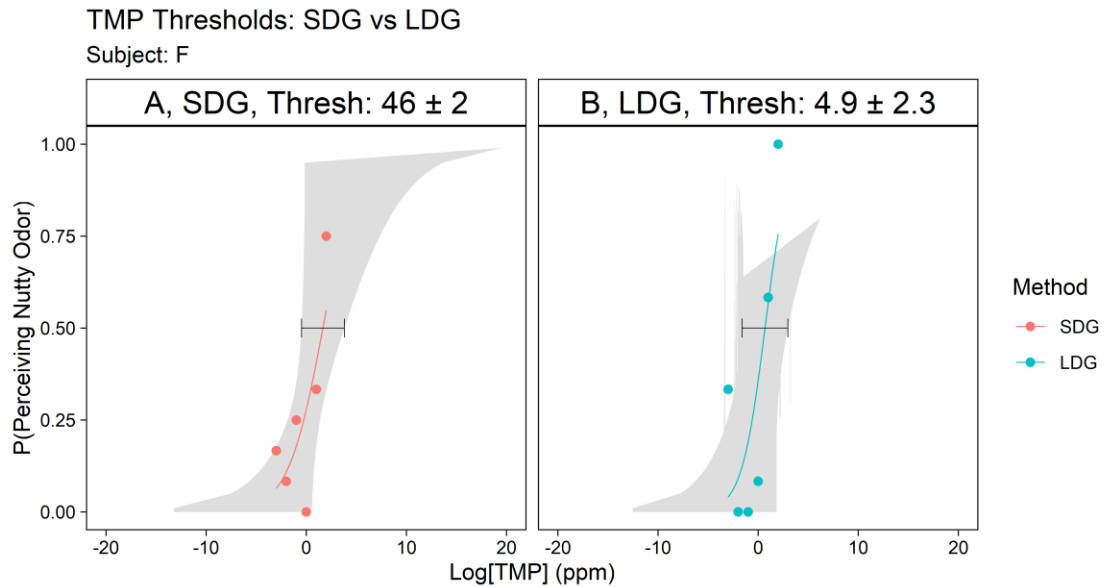 TMP Thresholds: SDG vs LDG
Subject: F
A, SDG, Thresh: 46 ± 2
B, LDG, Thresh: 4.9 ± 2.3
P(Perceiving Nutty Odor)
1.00
0.75
0.50
0.25
0.00
-20 -10 0 10 20
-20 -10 0 10 20
Log[TMP] (ppm)
Method
SDG
LDG